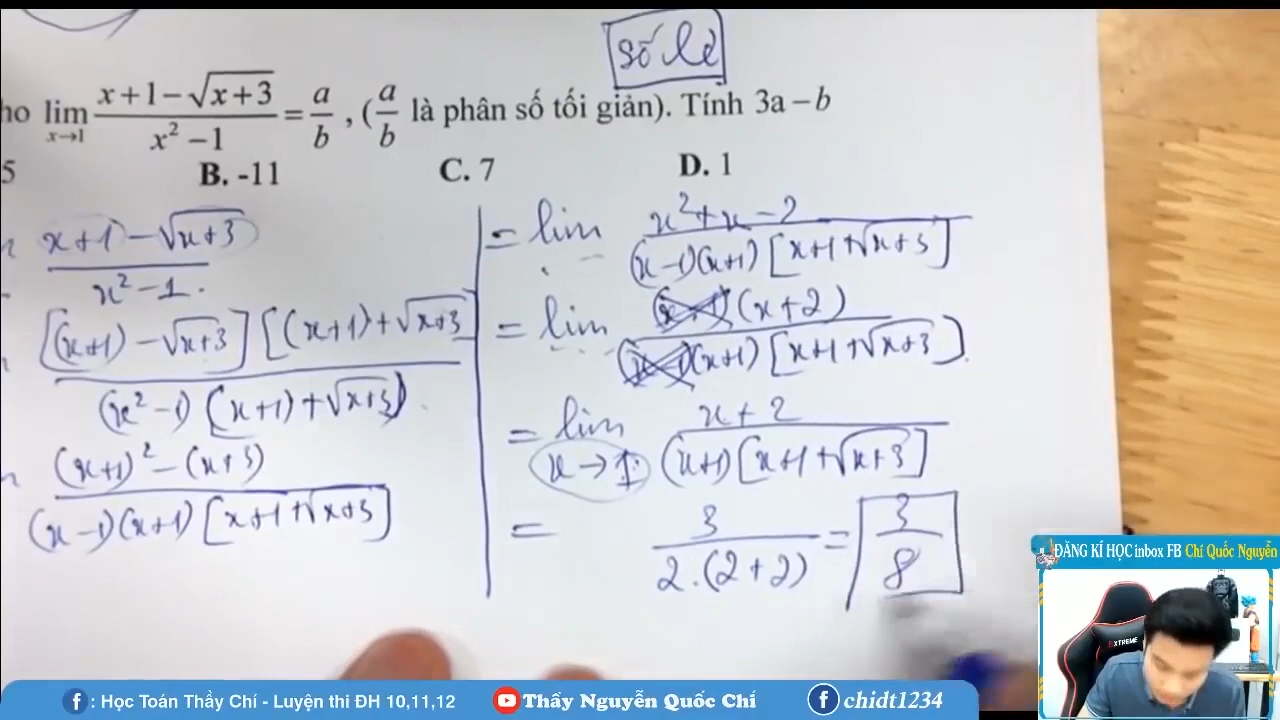 số lẻ
ho lim x→1 (x+1−√(x+3))/(x²−1) = a/b , (a/b là phân số tối giản). Tính 3a − b
5 B. -11 C. 7 D. 1
x+1 − √(x+3)
x² − 1.
[(x+1) − √(x+3)] [(x+1) + √(x+3)
(x² − 1) ((x+1) + √(x+3)).
(x+1)² − (x+3)
(x−1)(x+1) [x+1+√(x+3)]
= lim (x²+x−2)/((x−1)(x+1) [x+1+√(x+3)])
= lim ((x−1)(x+2))/((x−1)(x+1) [x+1+√(x+3)]).
= lim x→1 (x+2)/((x+1)[x+1+√(x+3)])
= 3/(2.(2+2)) = 3/8
ĐĂNG KÍ HỌC inbox FB Chí Quốc Nguyễn
EXTREME
f : Học Toán Thầy Chí - Luyện thi ĐH 10,11,12
Thầy Nguyễn Quốc Chí
f chidt1234